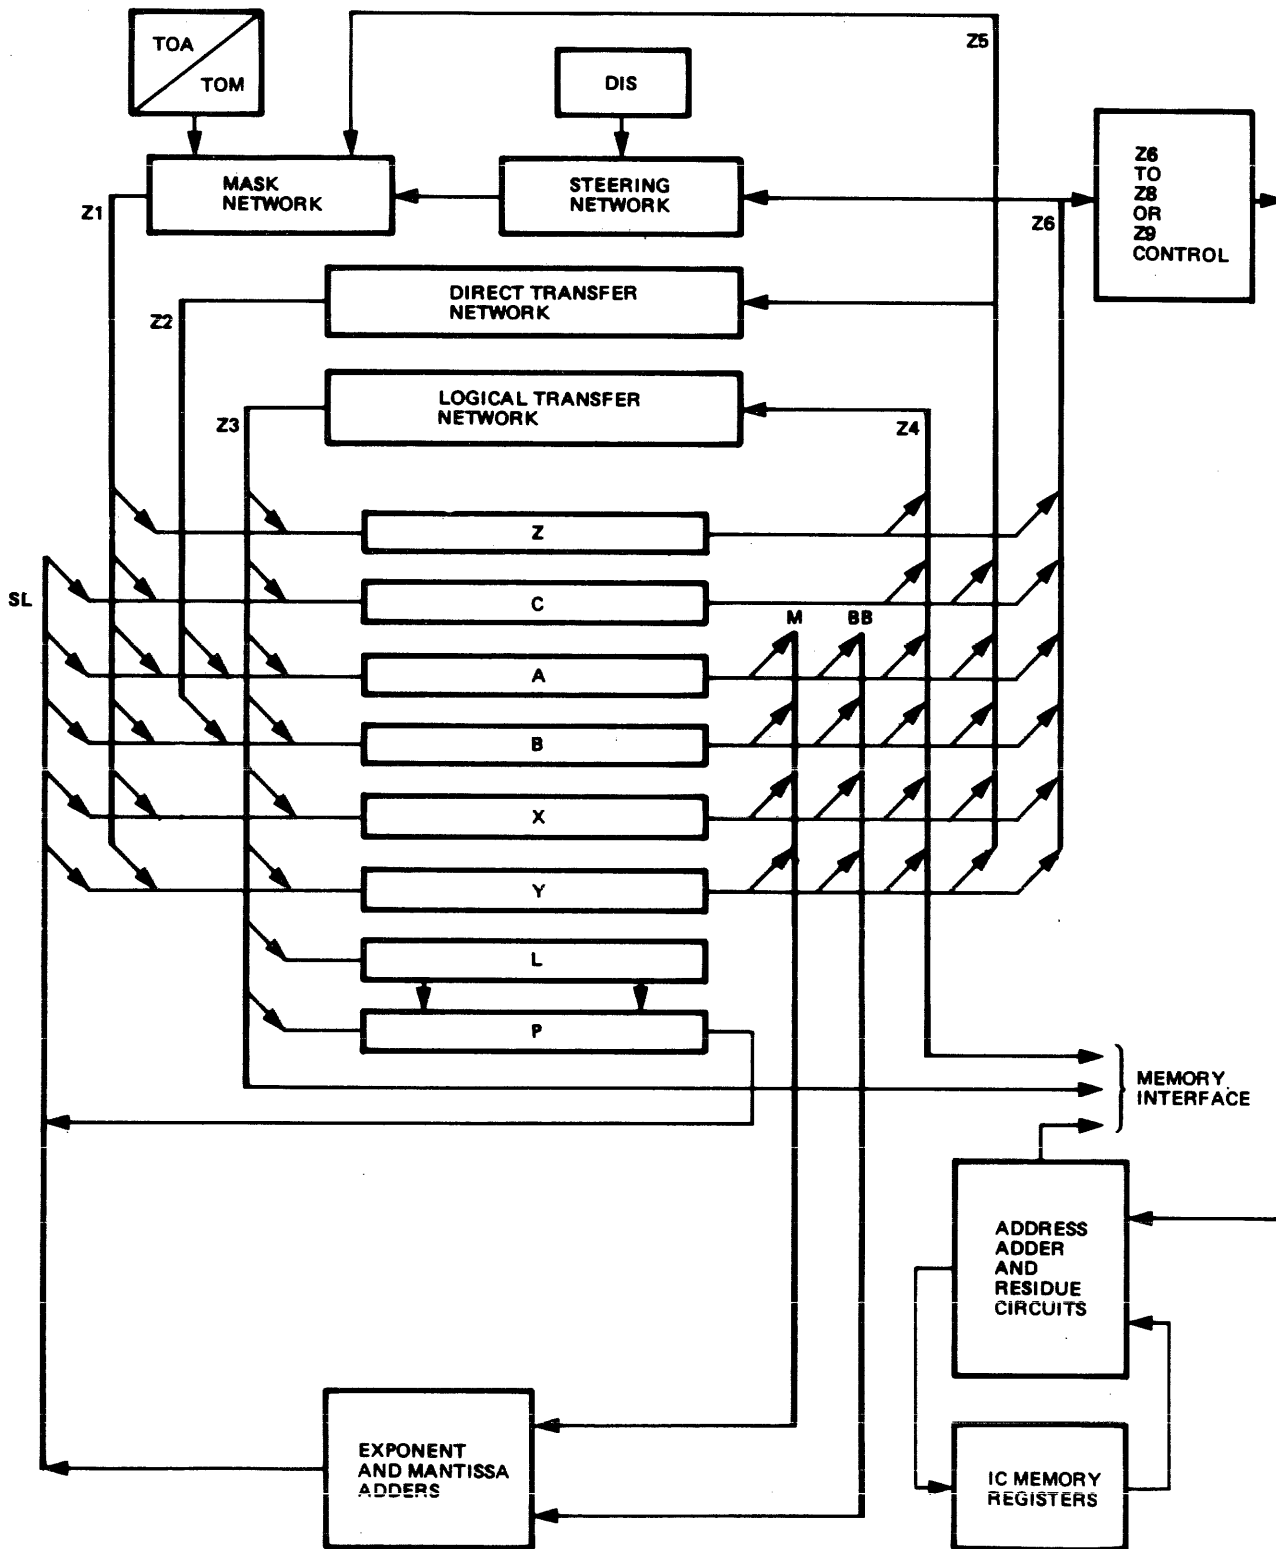 TOA
TOM
DIS
Z5
MASK
NETWORK
STEERING
NETWORK
Z6
TO
Z8
OR
Z9
CONTROL
Z1
Z6
DIRECT TRANSFER
NETWORK
Z2
LOGICAL TRANSFER
NETWORK
Z3
Z4
Z
SL
C
M
BB
A
B
X
Y
L
P
MEMORY
INTERFACE
ADDRESS
ADDER
AND
RESIDUE
CIRCUITS
EXPONENT
AND MANTISSA
ADDERS
IC MEMORY
REGISTERS